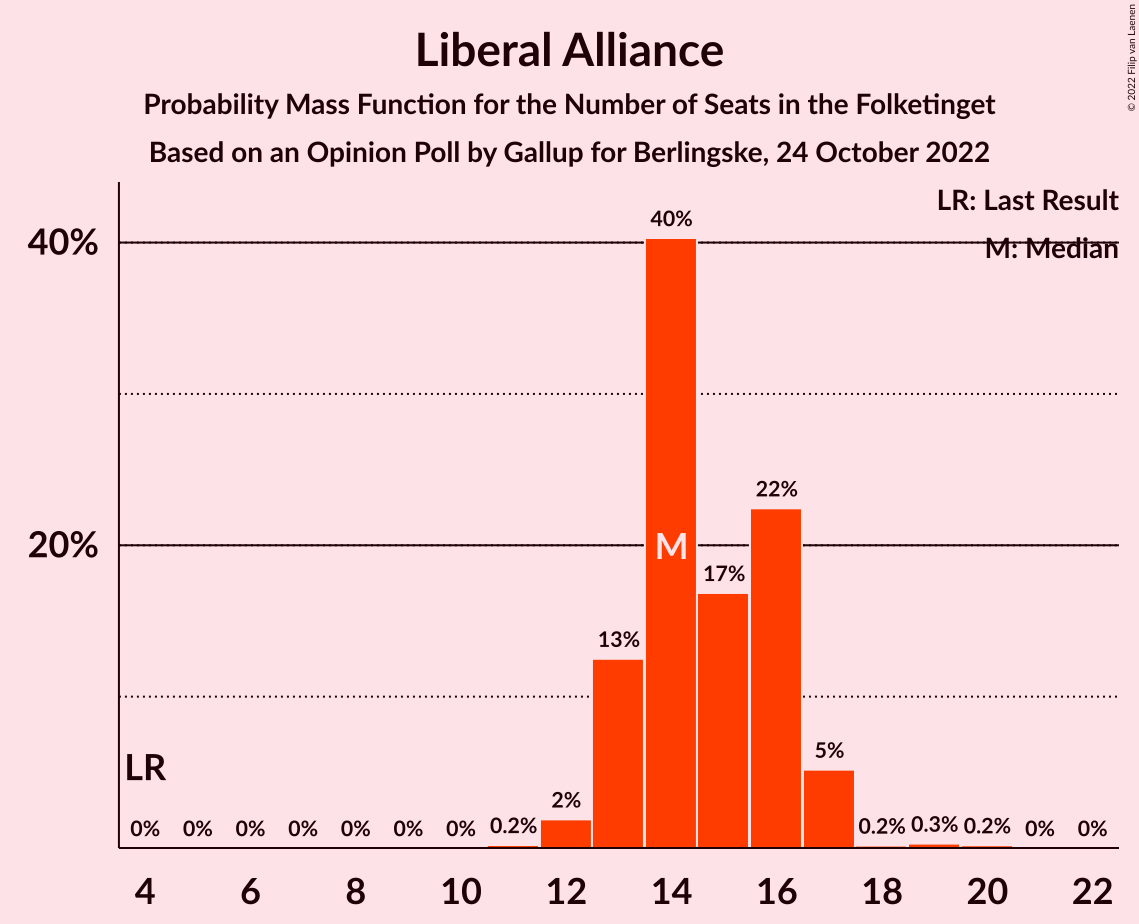 Liberal Alliance
Probability Mass Function for the Number of Seats in the Folketinget
Based on an Opinion Poll by Gallup for Berlingske, 24 October 2022
© 2022 Filip van Laenen
LR: Last Result
M: Median
40%
20%
40%
22%
M
17%
13%
5%
LR
2%
0% 0% 0% 0% 0% 0% 0% 0.2% 0.2% 0.3% 0.2% 0% 0%
4 6 8 10 12 14 16 18 20 22